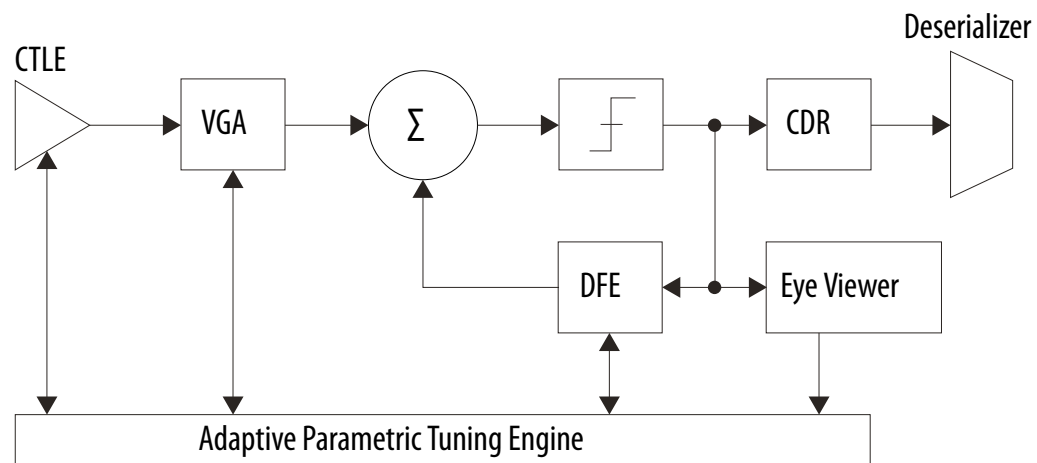 Deserializer
CTLE
VGA
Σ
CDR
DFE
Eye Viewer
Adaptive Parametric Tuning Engine